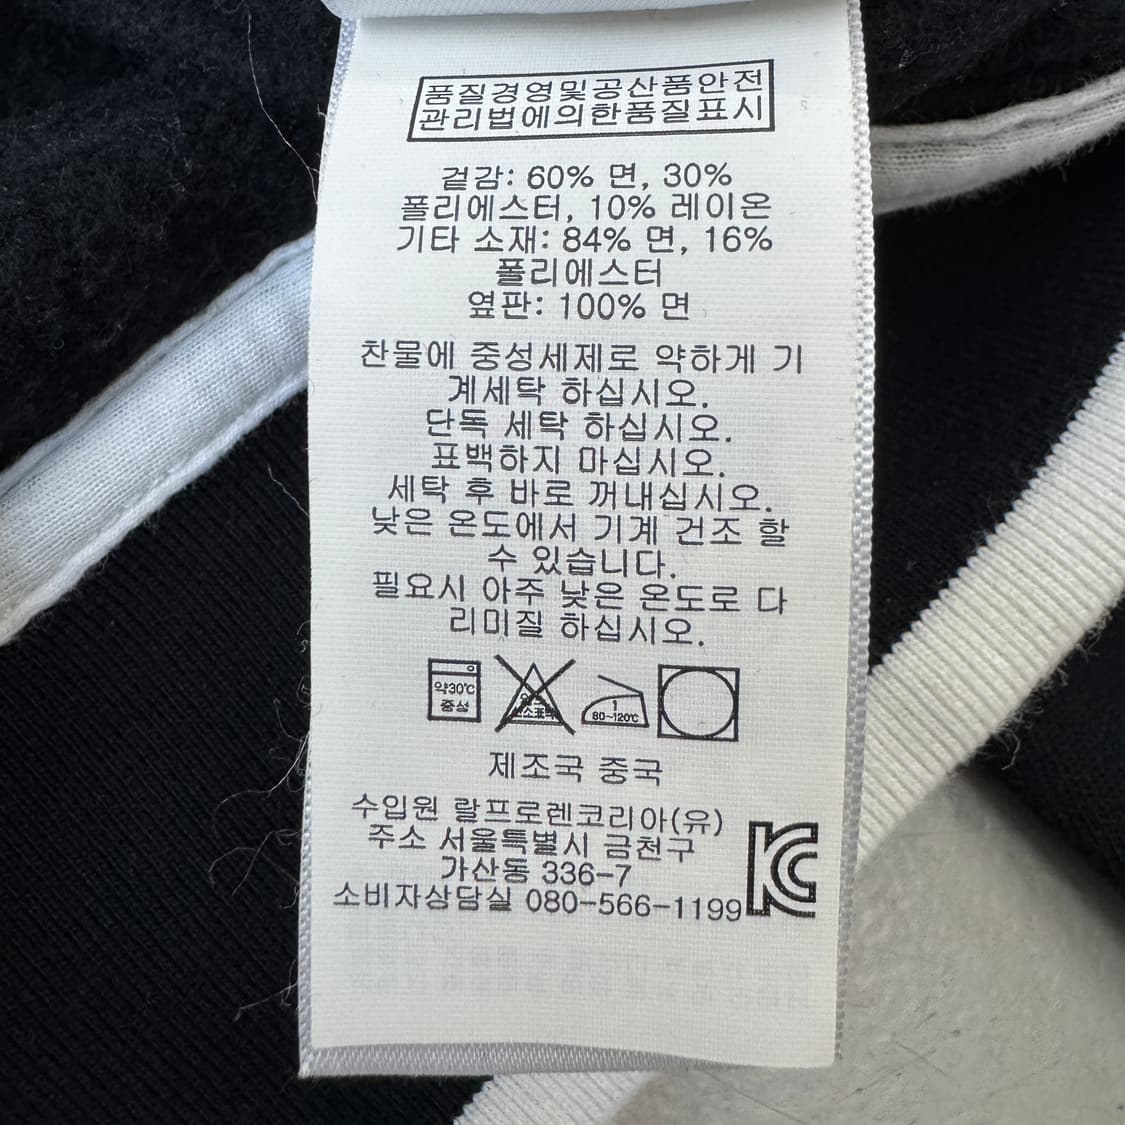 품질경영및공산품안전
관리법에의한품질표시
겉감: 60% 면, 30%
폴리에스터, 10% 레이온
기타 소재: 84% 면, 16%
폴리에스터
옆판: 100% 면
찬물에 중성세제로 약하게 기
계세탁 하십시오.
단독 세탁 하십시오.
표백하지 마십시오.
세탁 후 바로 꺼내십시오.
낮은 온도에서 기계 건조 할
수 있습니다.
필요시 아주 낮은 온도로 다
리미질 하십시오.
약30℃
중성
1
80~120℃
제조국 중국
수입원 랄프로렌코리아(유)
주소 서울특별시 금천구
가산동 336-7
소비자상담실 080-566-1199
KC